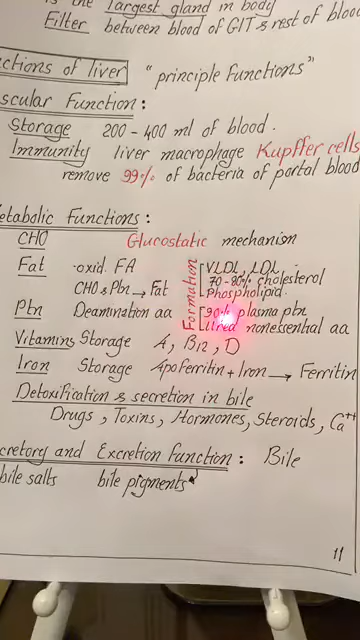 is the largest gland in body
Filter between blood of GIT & rest of blood
ctions of liver "principle functions"
scular Function:
Storage 200-400 ml of blood.
Immunity liver macrophage Kupffer cells
remove 99% of bacteria of portal blood
etabolic Functions:
CHO Glucostatic mechanism
Fat oxid. FA Formation VLDL, LDL
CHO & Ptn → Fat 70-90% cholesterol
Phospholipid
Ptn Deamination aa 90% plasma ptn
Urea nonessential aa
Vitamins Storage A, B12, D
Iron Storage Apoferritin + Iron → Ferritin
Detoxification & secretion in bile
Drugs, Toxins, Hormones, Steroids, Ca++
cretory and Excretion Function: Bile
bile salts bile pigments
11